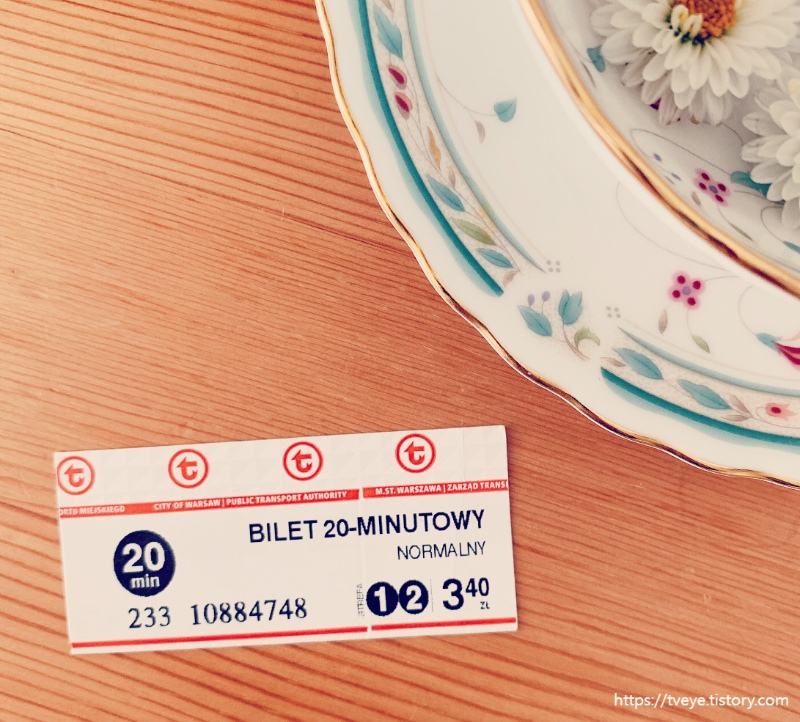 t t t t
ORTU MIEJSKIEGO CITY OF WARSAW | PUBLIC TRANSPORT AUTHORITY M.ST. WARSZAWA | ZARZĄD TRANS
BILET 20-MINUTOWY
NORMALNY
20
min
STREFA 1 2 3 40
ZŁ
233 10884748
https://tveye.tistory.com